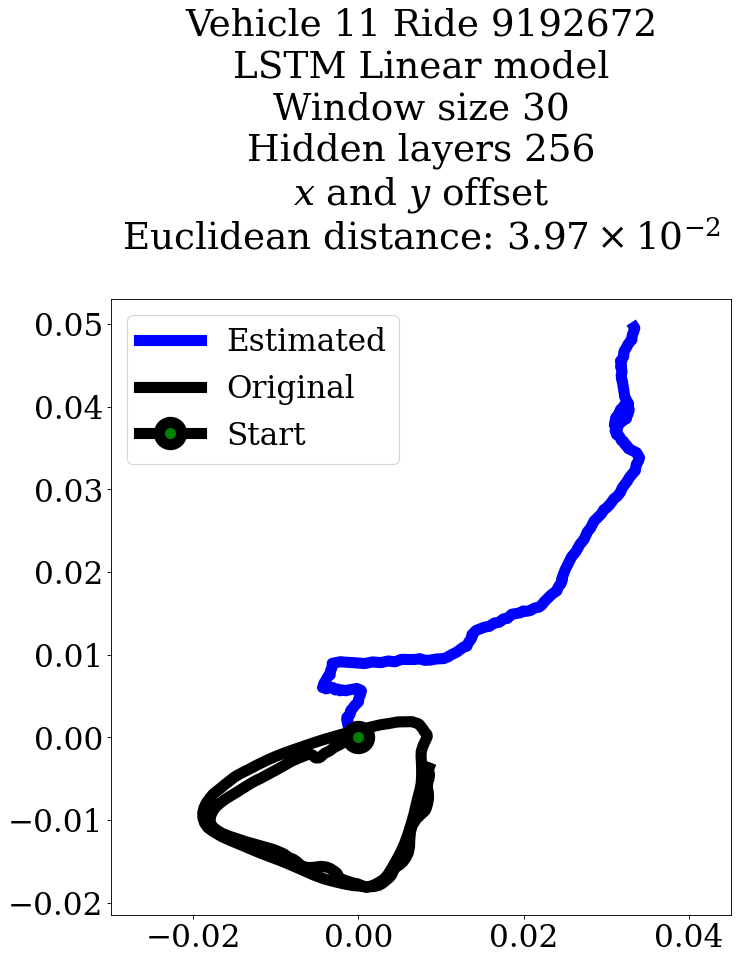 Vehicle 11 Ride 9192672
LSTM Linear model
Window size 30
Hidden layers 256
x and y offset
Euclidean distance: 3.97 × 10⁻²
Estimated
Original
Start
0.05
0.04
0.03
0.02
0.01
0.00
−0.01
−0.02
−0.02 0.00 0.02 0.04